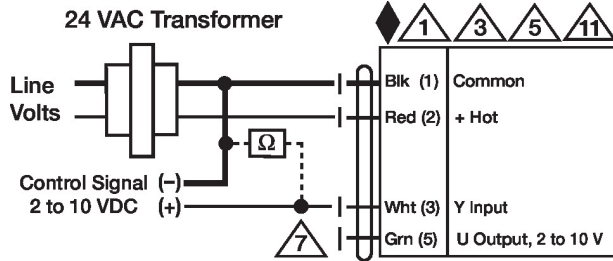 24 VAC Transformer
1 3 5 11
Line
Volts
Blk (1) Common
Red (2) + Hot
Ω
Control Signal (−)
2 to 10 VDC (+)
Wht (3) Y Input
7
Grn (5) U Output, 2 to 10 V